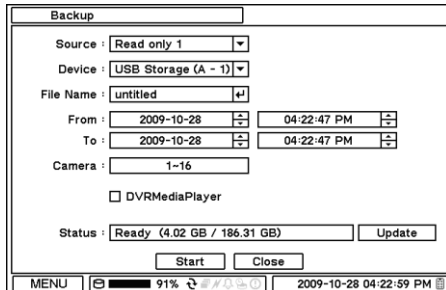 Backup
Source : Read only 1
Device : USB Storage (A - 1)
File Name : untitled
From : 2009-10-28 04:22:47 PM
To : 2009-10-28 04:22:47 PM
Camera : 1~16
DVRMediaPlayer
Status : Ready (4.02 GB / 186.31 GB) Update
Start Close
MENU 91% 2009-10-28 04:22:59 PM